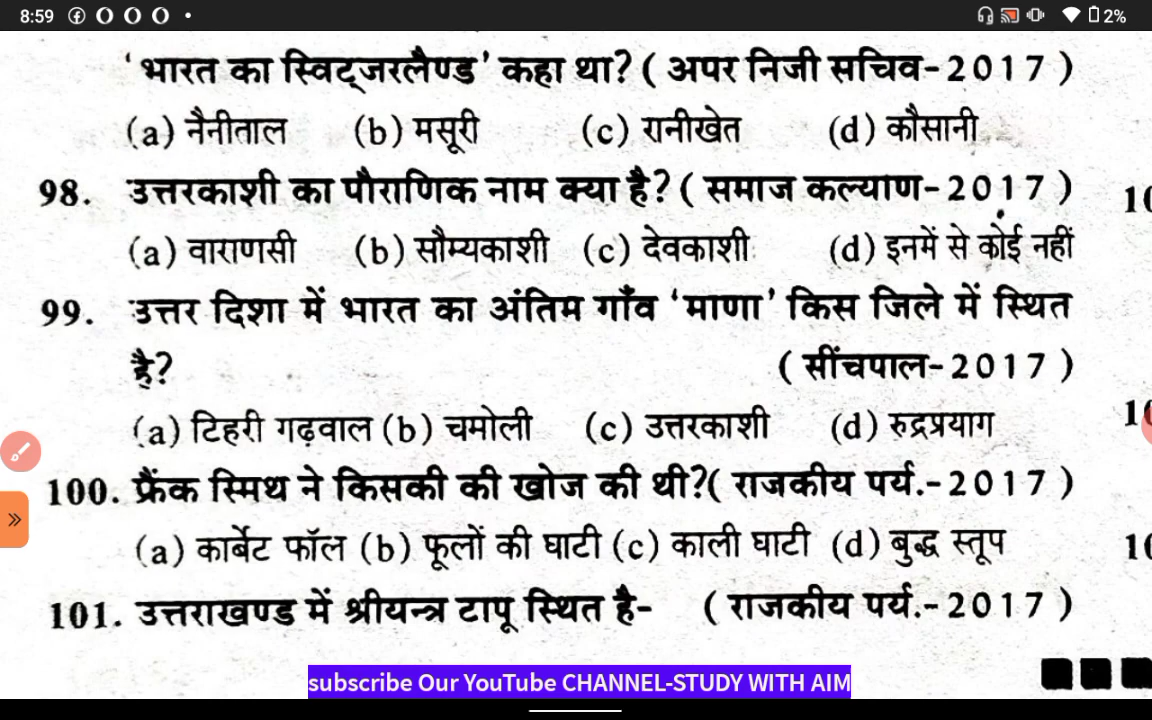 8:59 2%
'भारत का स्विट्जरलैण्ड' कहा था? ( अपर निजी सचिव-2017 )
(a) नैनीताल (b) मसूरी (c) रानीखेत (d) कौसानी
98. उत्तरकाशी का पौराणिक नाम क्या है? ( समाज कल्याण-2017 )
(a) वाराणसी (b) सौम्यकाशी (c) देवकाशी (d) इनमें से कोई नहीं
99. उत्तर दिशा में भारत का अंतिम गाँव 'माणा' किस जिले में स्थित
है? ( सींचपाल-2017 )
(a) टिहरी गढ़वाल (b) चमोली (c) उत्तरकाशी (d) रुद्रप्रयाग
100. फ्रैंक स्मिथ ने किसकी की खोज की थी?( राजकीय पर्य.-2017 )
(a) कार्बेट फॉल (b) फूलों की घाटी (c) काली घाटी (d) बुद्ध स्तूप
101. उत्तराखण्ड में श्रीयन्त्र टापू स्थित है- ( राजकीय पर्य.-2017 )
subscribe Our YouTube CHANNEL-STUDY WITH AIM